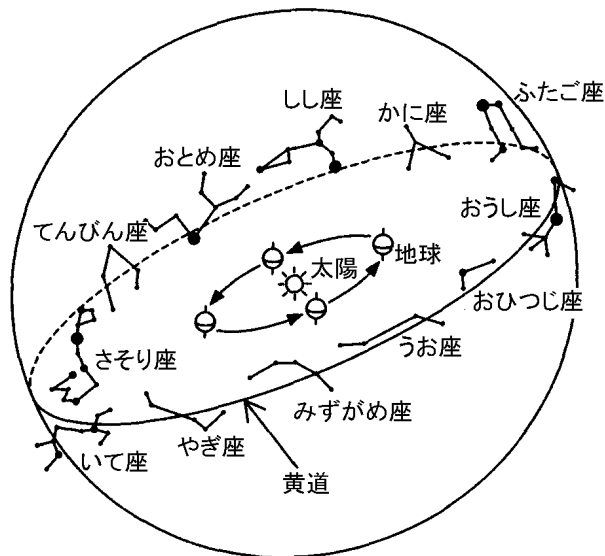 ふたご座
しし座
かに座
おとめ座
おうし座
てんびん座
太陽
地球
おひつじ座
さそり座
うお座
みずがめ座
やぎ座
いて座
黄道